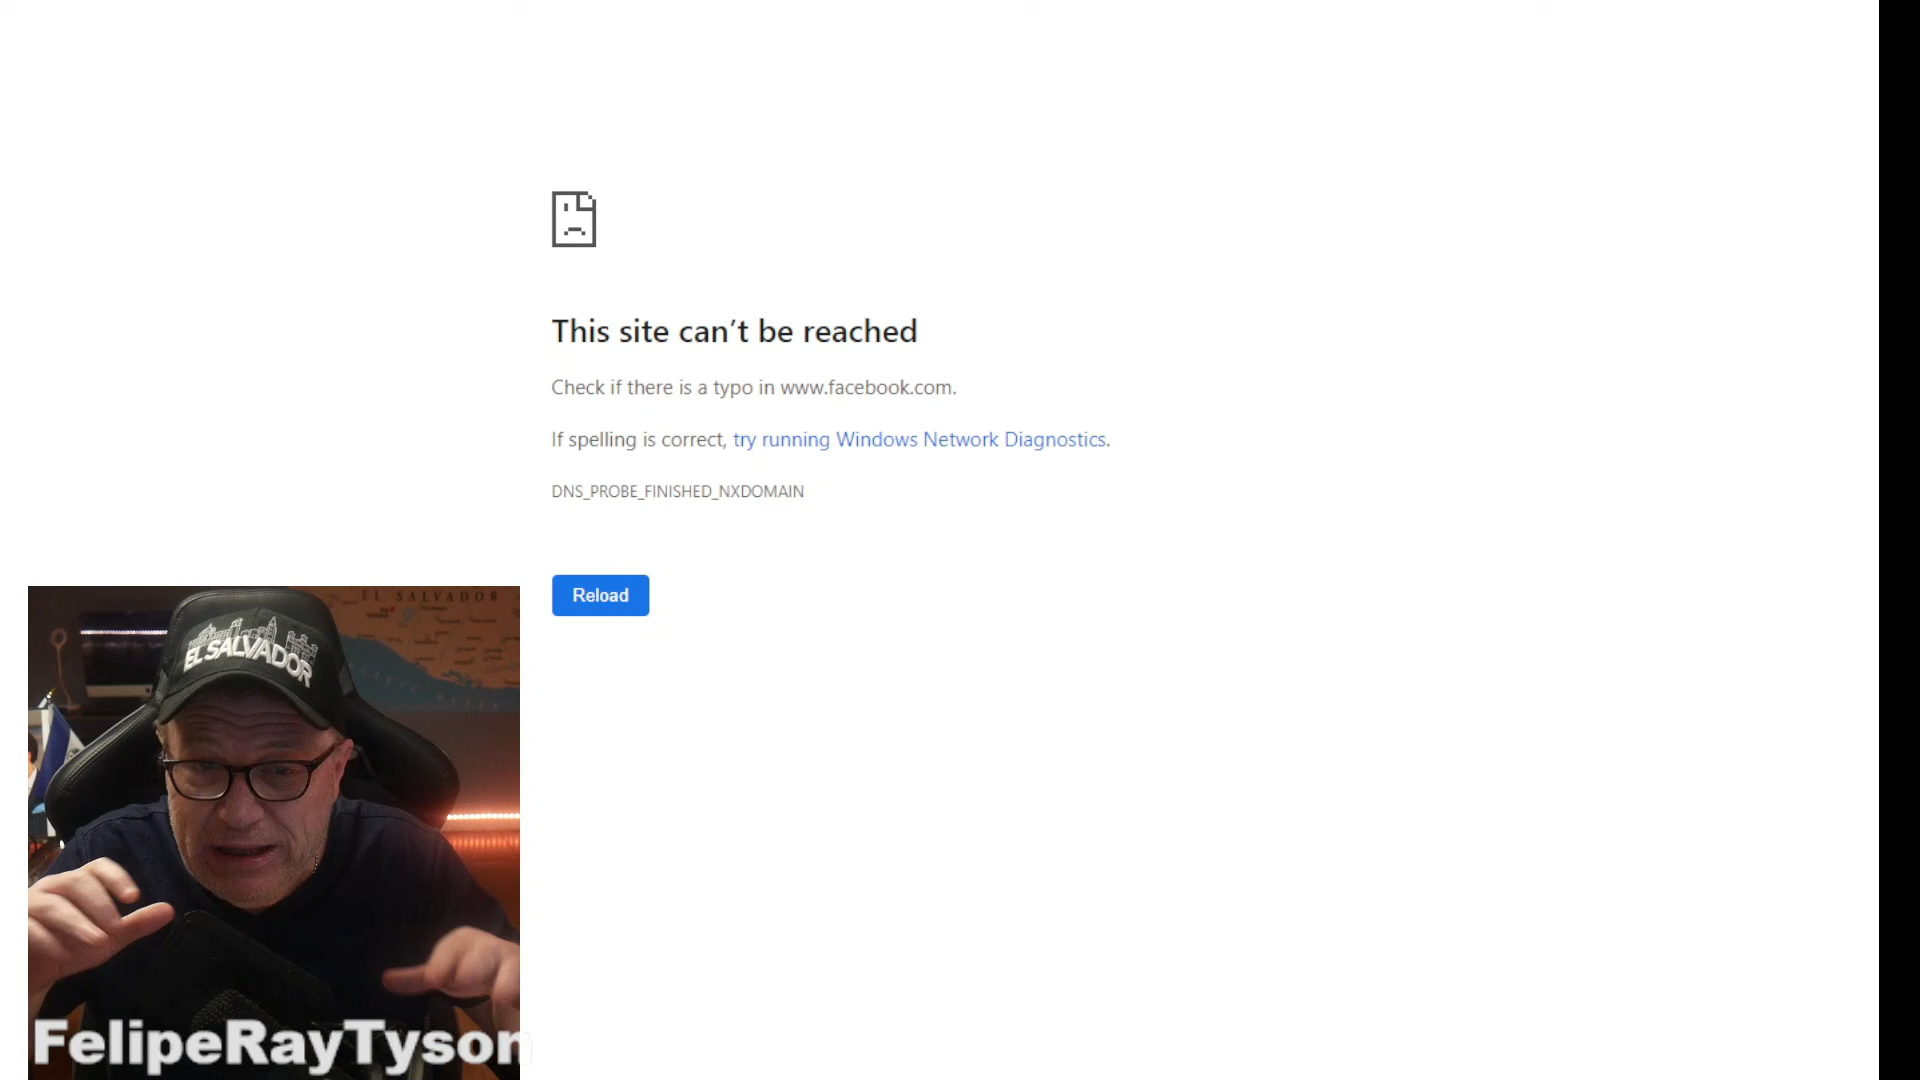 This site can’t be reached
Check if there is a typo in www.facebook.com.
If spelling is correct, try running Windows Network Diagnostics.
DNS_PROBE_FINISHED_NXDOMAIN
Reload
EL SALVADOR
EL SALVADOR
FelipeRayTyson